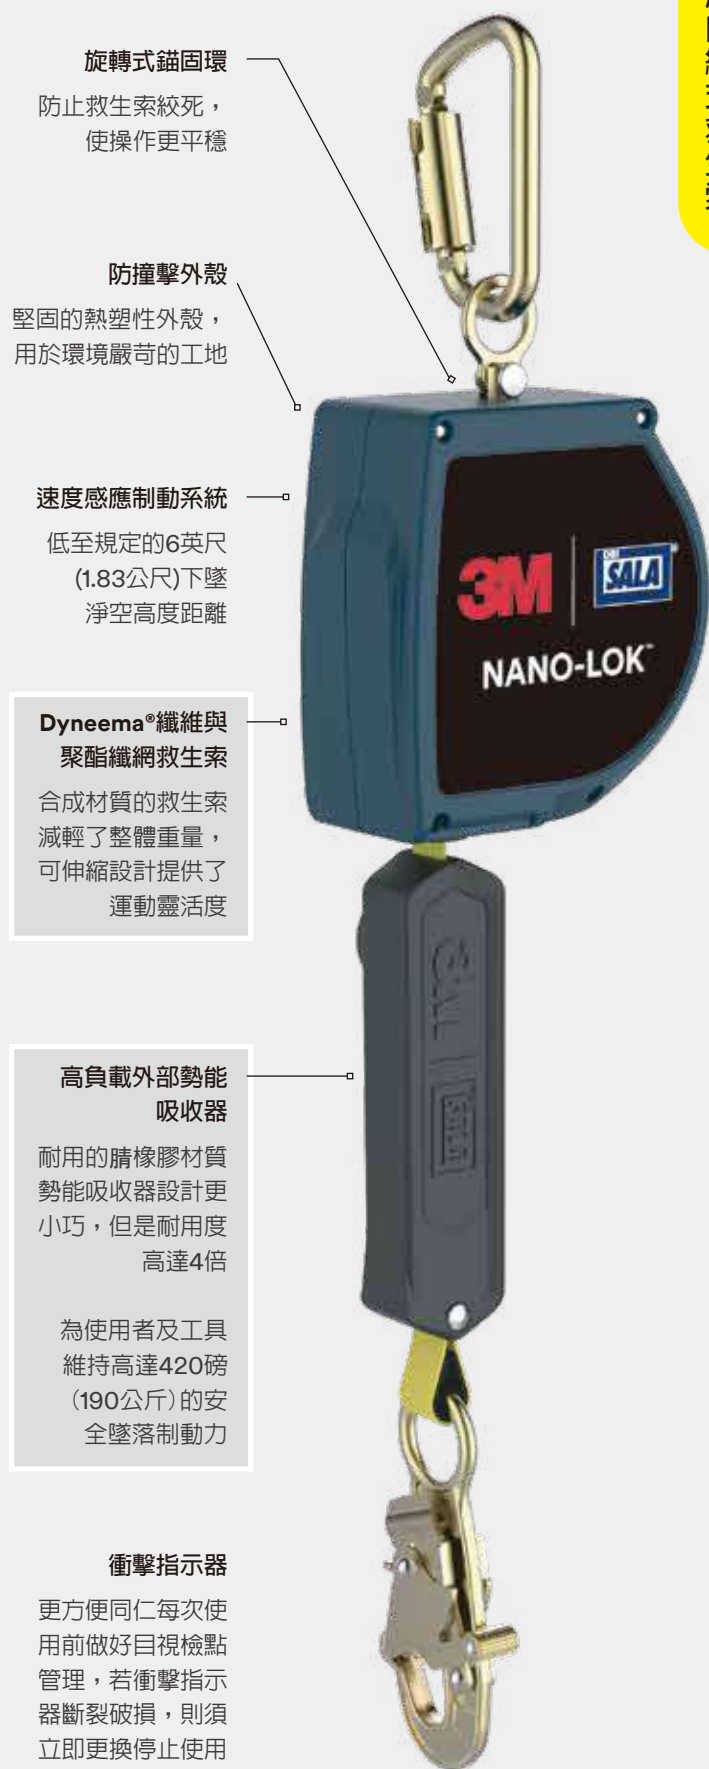 旋轉式錨固環
防止救生索絞死，
使操作更平穩
防撞擊外殼
堅固的熱塑性外殼，
用於環境嚴苛的工地
速度感應制動系統
低至規定的6英尺
(1.83公尺)下墜
淨空高度距離
Dyneema®纖維與
聚酯纖網救生索
合成材質的救生索
減輕了整體重量，
可伸縮設計提供了
運動靈活度
高負載外部勢能
吸收器
耐用的腈橡膠材質
勢能吸收器設計更
小巧，但是耐用度
高達4倍
為使用者及工具
維持高達420磅
（190公斤）的安
全墜落制動力
衝擊指示器
更方便同仁每次使
用前做好目視檢點
管理，若衝擊指示
器斷裂破損，則須
立即更換停止使用
3M
DBI
SALA®
NANO-LOK™